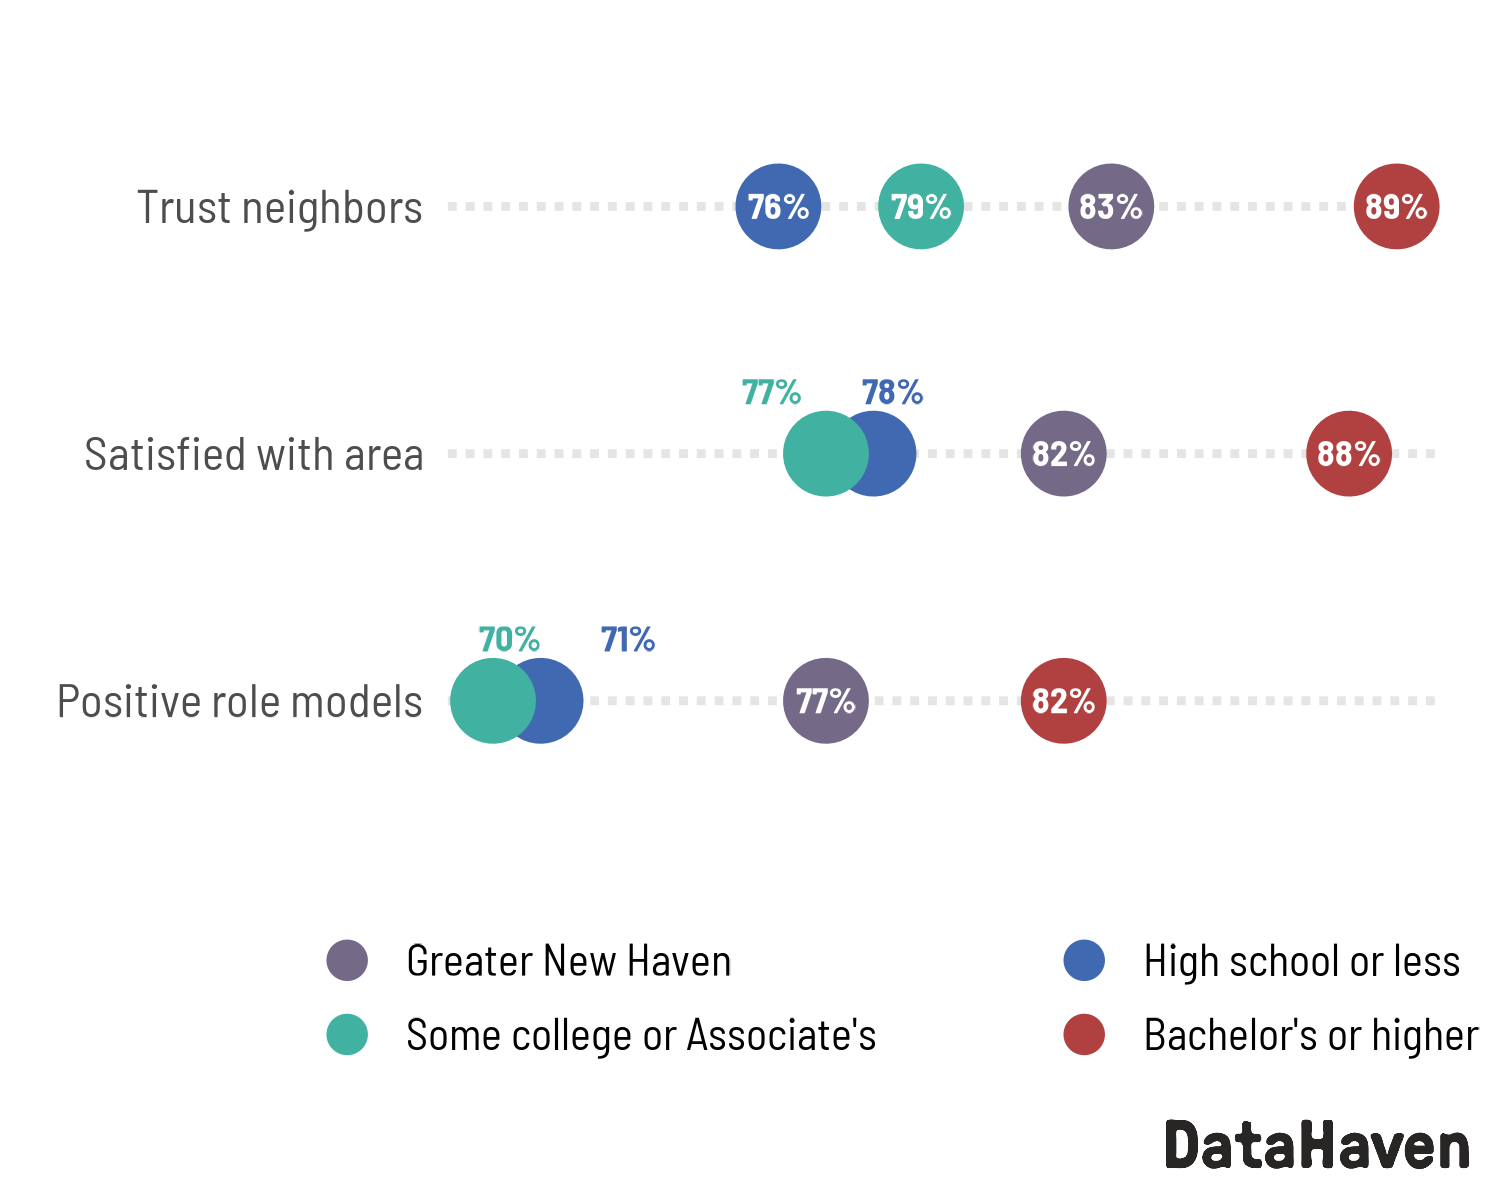 Trust neighbors 76% 79% 83% 89%
77% 78%
Satisfied with area 82% 88%
70% 71%
Positive role models 77% 82%
Greater New Haven High school or less
Some college or Associate's Bachelor's or higher
DataHaven